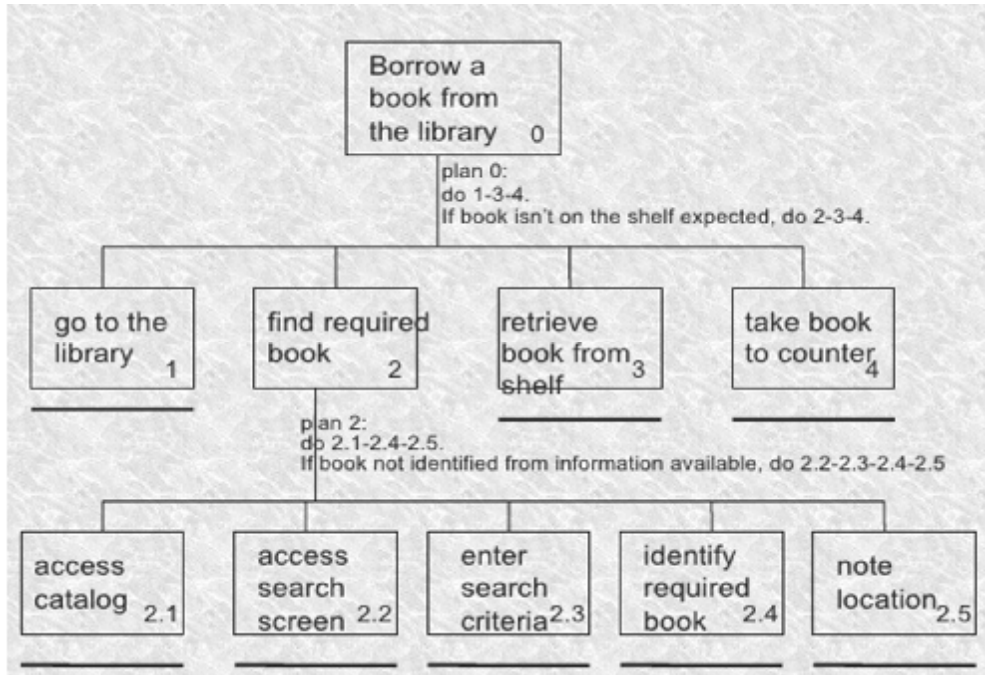 Borrow a
book from
the library 0
plan 0:
do 1-3-4.
If book isn't on the shelf expected, do 2-3-4.
go to the
library 1
find required
book 2
retrieve
book from 3
shelf
take book
to counter 4
plan 2:
do 2.1-2.4-2.5.
If book not identified from information available, do 2.2-2.3-2.4-2.5
access
catalog 2.1
access
search
screen 2.2
enter
search
criteria 2.3
identify
required
book 2.4
note
location 2.5